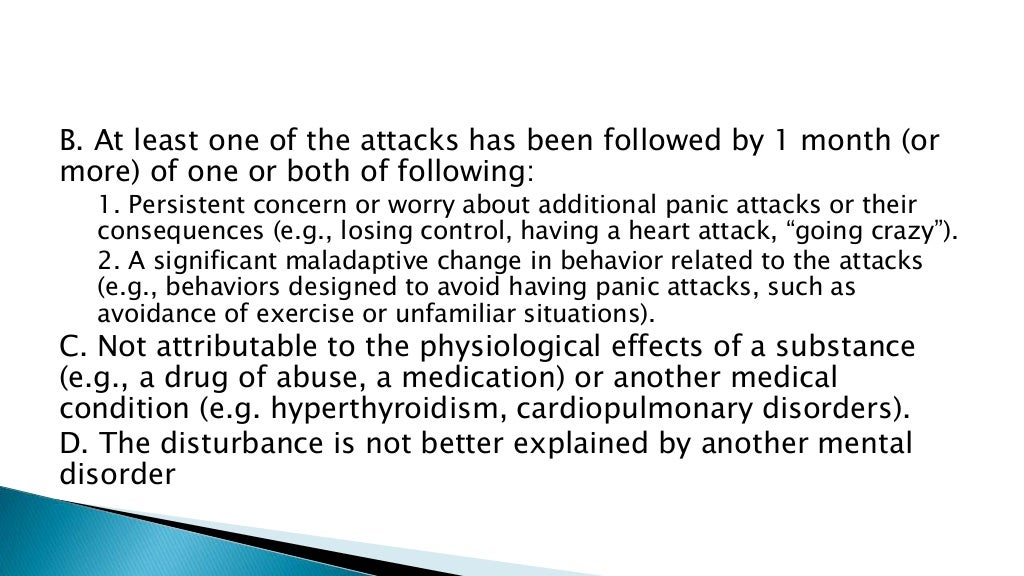 B. At least one of the attacks has been followed by 1 month (or
more) of one or both of following:
1. Persistent concern or worry about additional panic attacks or their
consequences (e.g., losing control, having a heart attack, “going crazy”).
2. A significant maladaptive change in behavior related to the attacks
(e.g., behaviors designed to avoid having panic attacks, such as
avoidance of exercise or unfamiliar situations).
C. Not attributable to the physiological effects of a substance
(e.g., a drug of abuse, a medication) or another medical
condition (e.g. hyperthyroidism, cardiopulmonary disorders).
D. The disturbance is not better explained by another mental
disorder